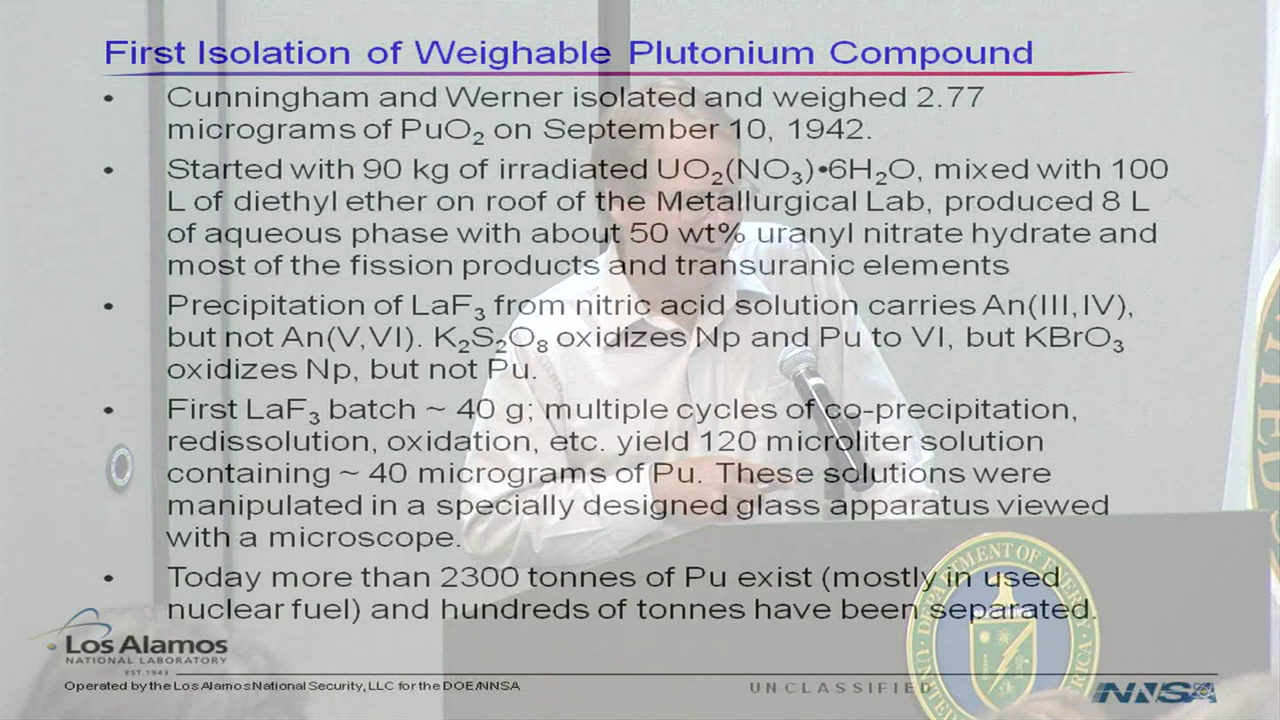 First Isolation of Weighable Plutonium Compound
• Cunningham and Werner isolated and weighed 2.77
micrograms of PuO₂ on September 10, 1942.
• Started with 90 kg of irradiated UO₂(NO₃)•6H₂O, mixed with 100
L of diethyl ether on roof of the Metallurgical Lab, produced 8 L
of aqueous phase with about 50 wt% uranyl nitrate hydrate and
most of the fission products and transuranic elements
• Precipitation of LaF₃ from nitric acid solution carries An(III,IV),
but not An(V,VI). K₂S₂O₈ oxidizes Np and Pu to VI, but KBrO₃
oxidizes Np, but not Pu.
• First LaF₃ batch ~ 40 g; multiple cycles of co-precipitation,
redissolution, oxidation, etc. yield 120 microliter solution
containing ~ 40 micrograms of Pu. These solutions were
manipulated in a specially designed glass apparatus viewed
with a microscope.
• Today more than 2300 tonnes of Pu exist (mostly in used
nuclear fuel) and hundreds of tonnes have been separated.
Los Alamos
NATIONAL LABORATORY
EST.1943
Operated by the Los Alamos National Security, LLC for the DOE/NNSA
UNCLASSIFIED
NNSA
DEPARTMENT OF ENERGY